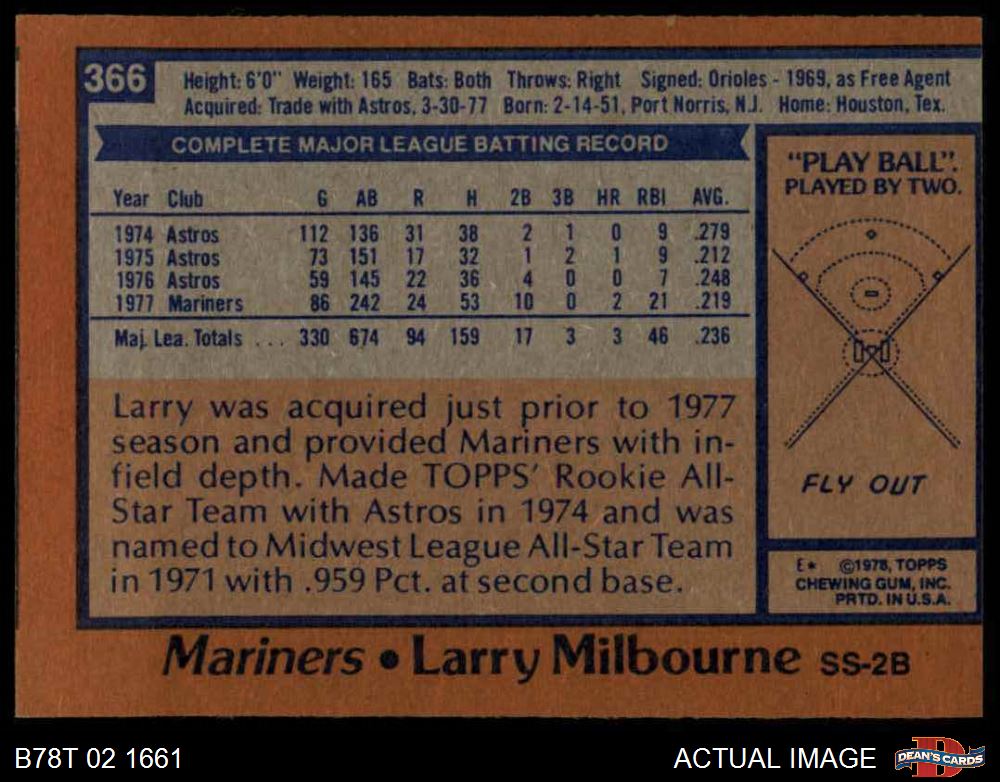 366
Height: 6'0" Weight: 165 Bats: Both Throws: Right Signed: Orioles - 1969, as Free Agent
Acquired: Trade with Astros, 3-30-77 Born: 2-14-51, Port Norris, N.J. Home: Houston, Tex.
COMPLETE MAJOR LEAGUE BATTING RECORD
Year Club G AB R H 2B 3B HR RBI AVG.
1974 Astros 112 136 31 38 2 1 0 9 .279
1975 Astros 73 151 17 32 1 2 1 9 .212
1976 Astros 59 145 22 36 4 0 0 7 .248
1977 Mariners 86 242 24 53 10 0 2 21 .219
Maj. Lea. Totals ... 330 674 94 159 17 3 3 46 .236
Larry was acquired just prior to 1977
season and provided Mariners with in-
field depth. Made TOPPS' Rookie All-
Star Team with Astros in 1974 and was
named to Midwest League All-Star Team
in 1971 with .959 Pct. at second base.
"PLAY BALL".
PLAYED BY TWO.
FLY OUT
E* ©1978, TOPPS
CHEWING GUM, INC.
PRTD. IN U.S.A.
Mariners • Larry Milbourne SS-2B
B78T 02 1661
ACTUAL IMAGE
D
DEAN'S CARDS